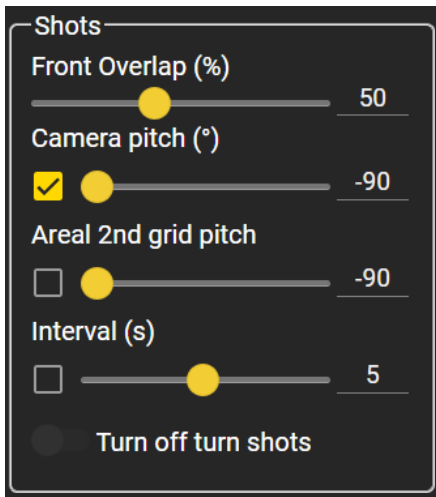 Shots
Front Overlap (%)
50
Camera pitch (°)
-90
Areal 2nd grid pitch
-90
Interval (s)
5
Turn off turn shots